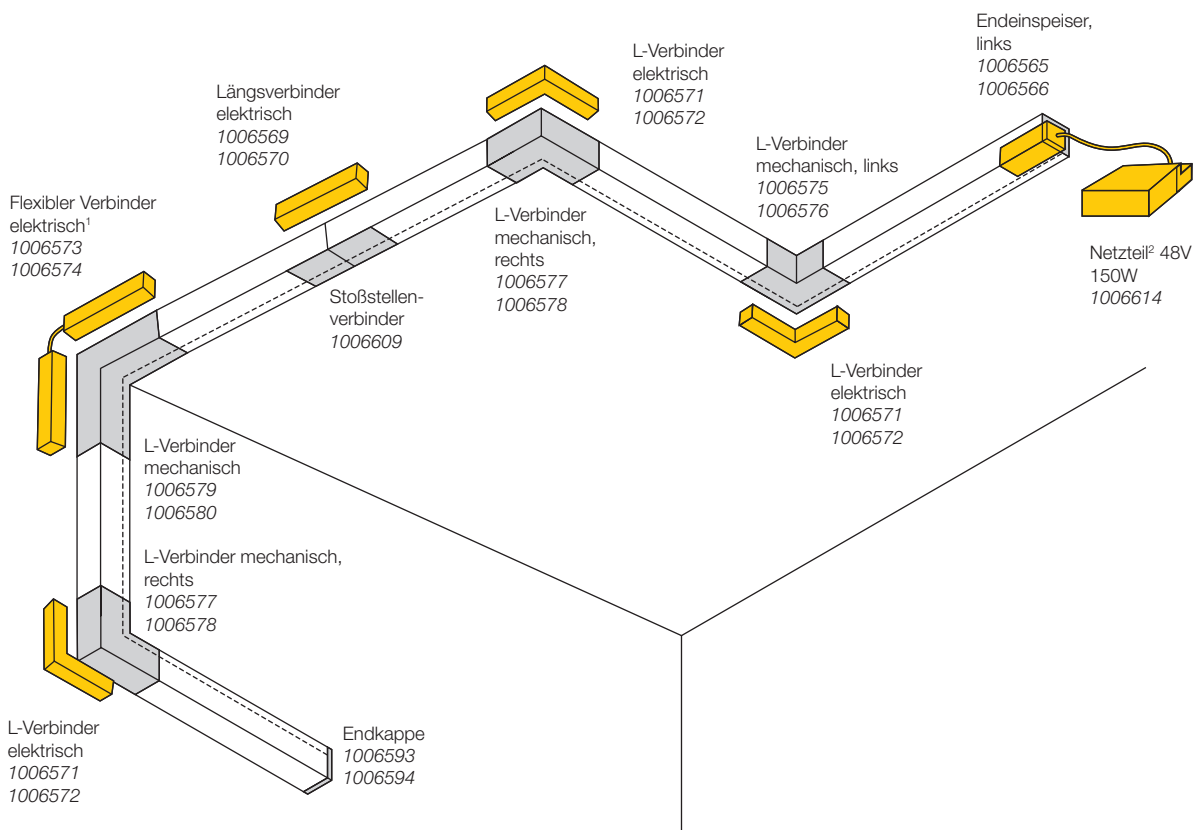 Endeinspeiser,
links
1006565
1006566
L-Verbinder
elektrisch
1006571
1006572
Längsverbinder
elektrisch
1006569
1006570
L-Verbinder
mechanisch, links
1006575
1006576
Flexibler Verbinder
elektrisch¹
1006573
1006574
L-Verbinder
mechanisch,
rechts
1006577
1006578
Netzteil² 48V
150W
1006614
Stoßstellen-
verbinder
1006609
L-Verbinder
elektrisch
1006571
1006572
L-Verbinder
mechanisch
1006579
1006580
L-Verbinder mechanisch,
rechts
1006577
1006578
L-Verbinder
elektrisch
1006571
1006572
Endkappe
1006593
1006594